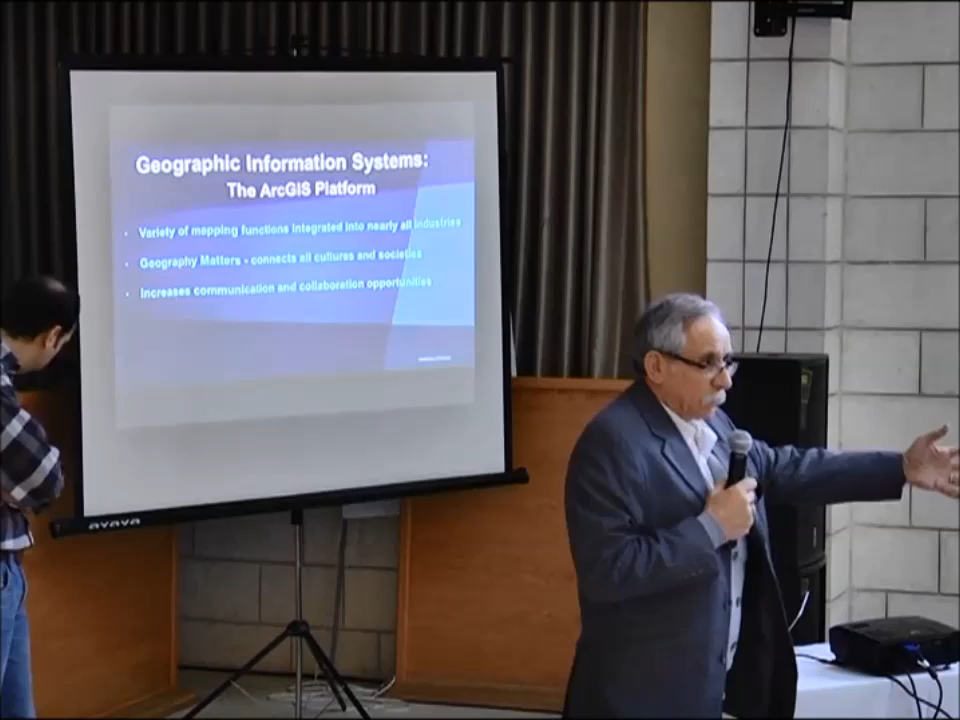 Geographic Information Systems:
The ArcGIS Platform
• Variety of mapping functions integrated into nearly all industries
• Geography Matters - connects all cultures and societies
• Increases communication and collaboration opportunities
AVAYA